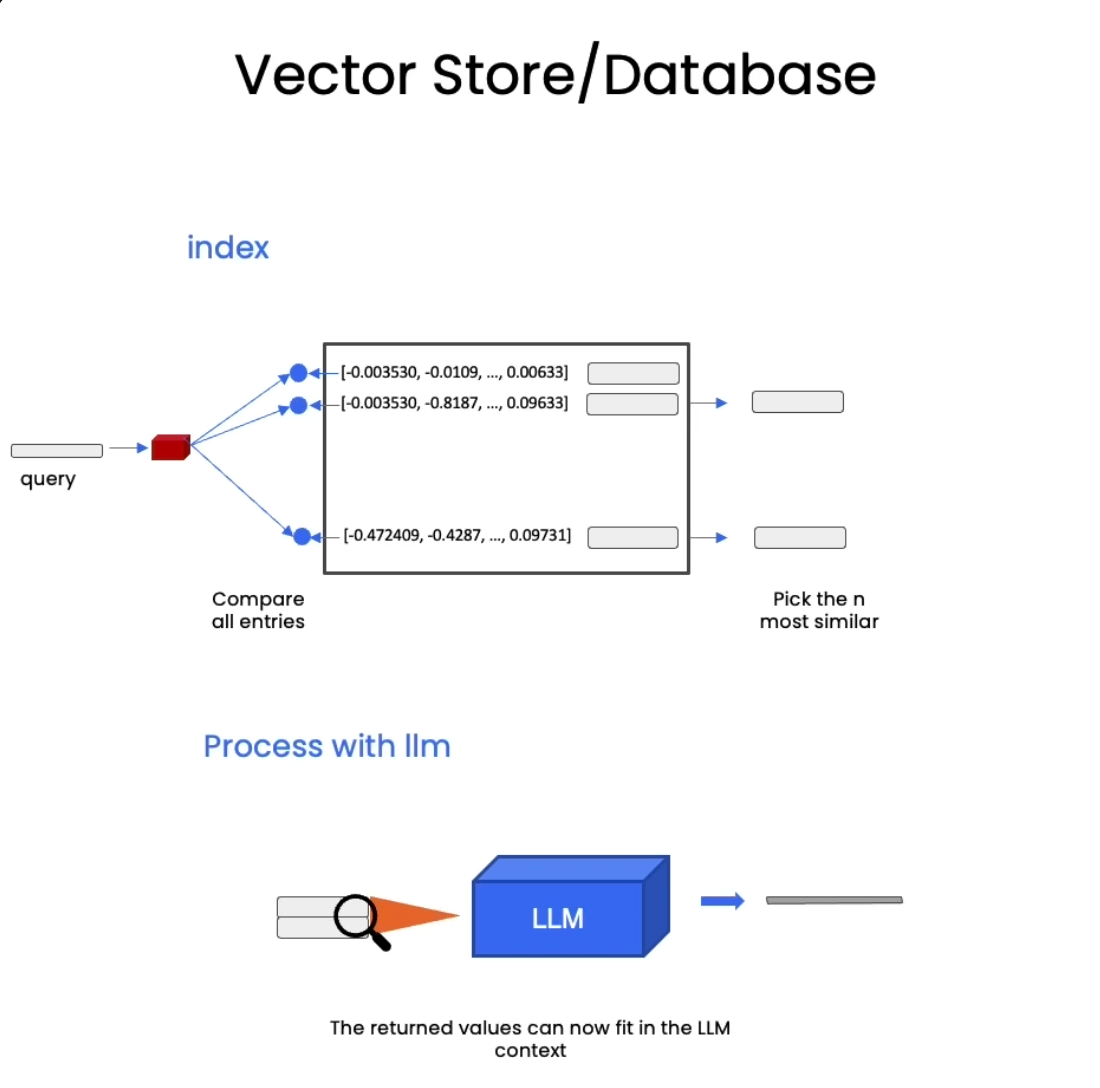 Vector Store/Database
index
[-0.003530, -0.0109, ..., 0.00633]
[-0.003530, -0.8187, ..., 0.09633]
query
[-0.472409, -0.4287, ..., 0.09731]
Compare
all entries
Pick the n
most similar
Process with llm
LLM
The returned values can now fit in the LLM
context